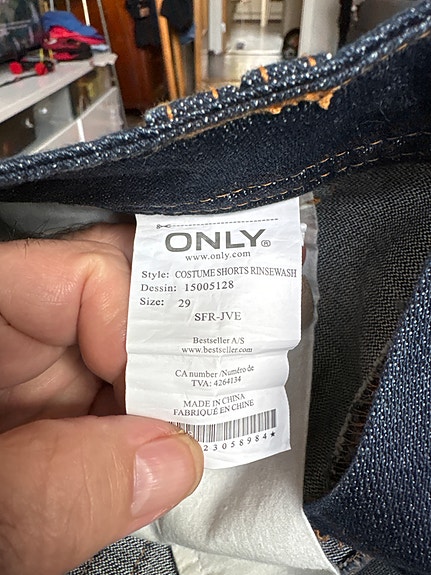 ONLY®
www.only.com
Style: COSTUME SHORTS RINSEWASH
Dessin: 15005128
Size: 29
SFR-JVE
Bestseller A/S
www.bestseller.com
CA number/Numéro de
TVA: 4264134
MADE IN CHINA
FABRIQUÉ EN CHINE
23058984★